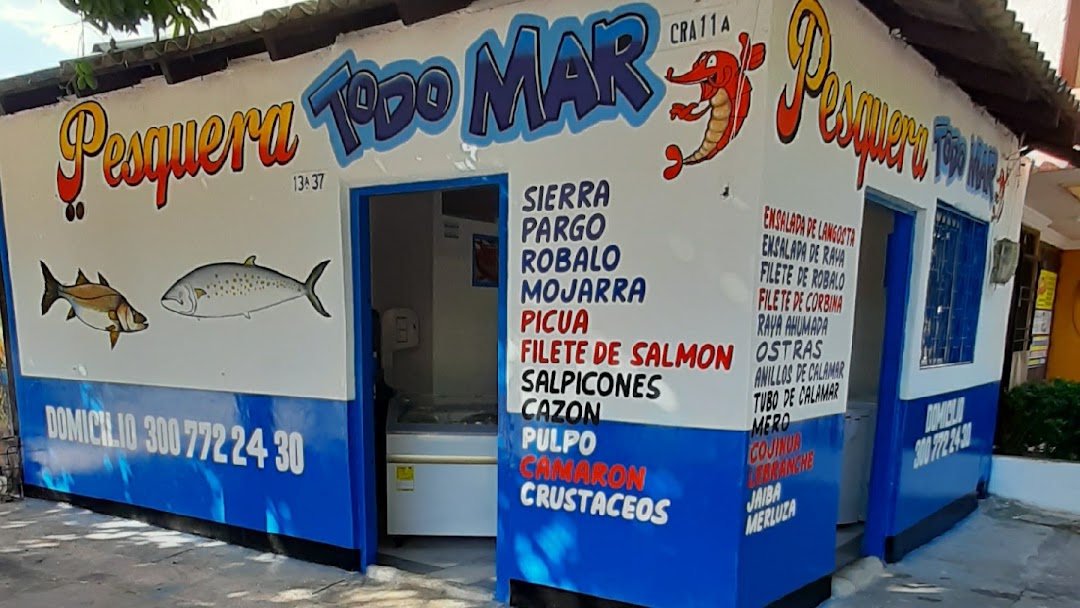 Pesquera TODO MAR
CRA 11A
13A 37
SIERRA
PARGO
ROBALO
MOJARRA
PICUA
FILETE DE SALMON
SALPICONES
CAZON
PULPO
CAMARON
CRUSTACEOS
DOMICILIO 300 772 24 30
Pesquera TODO MAR
ENSALADA DE LANGOSTA
ENSALADA DE RAYA
FILETE DE ROBALO
FILETE DE CORBINA
RAYA AHUMADA
OSTRAS
ANILLOS DE CALAMAR
TUBO DE CALAMAR
MERO
COJINUA
LEBRANCHE
JAIBA
MERLUZA
DOMICILIO
300 772 24 30